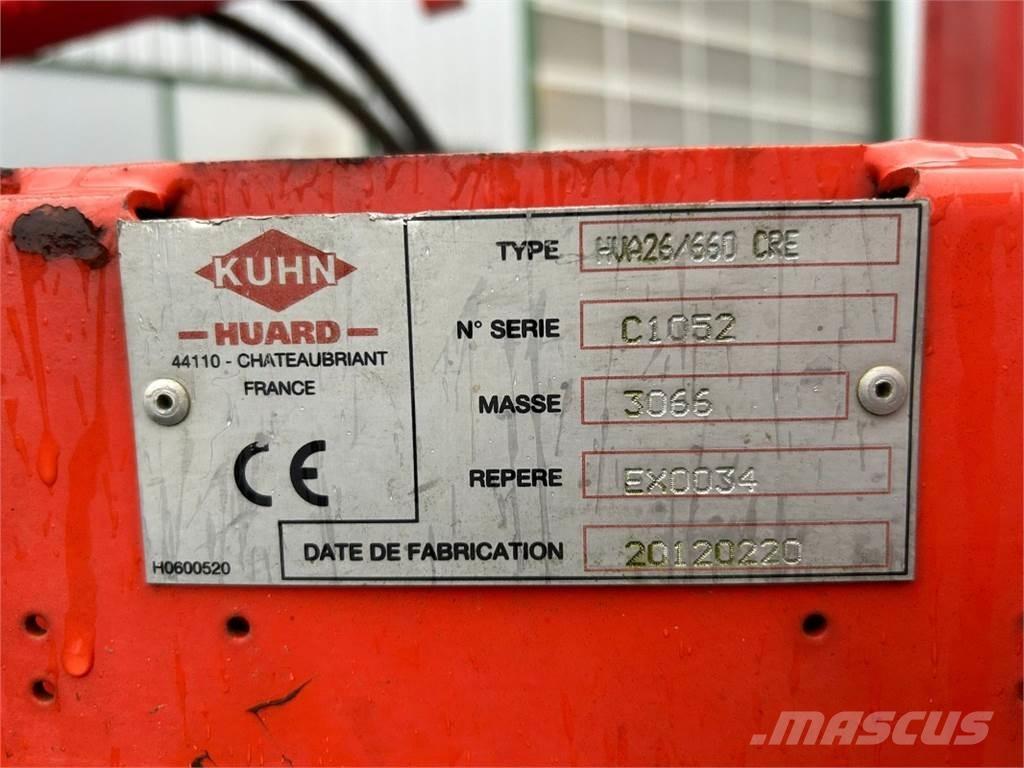 KUHN
HUARD
44110 - CHATEAUBRIANT
FRANCE
CE
H0600520
TYPE HVA26/660 CRE
N° SERIE C1052
MASSE 3066
REPERE EX0034
DATE DE FABRICATION 20120220
MASCUS